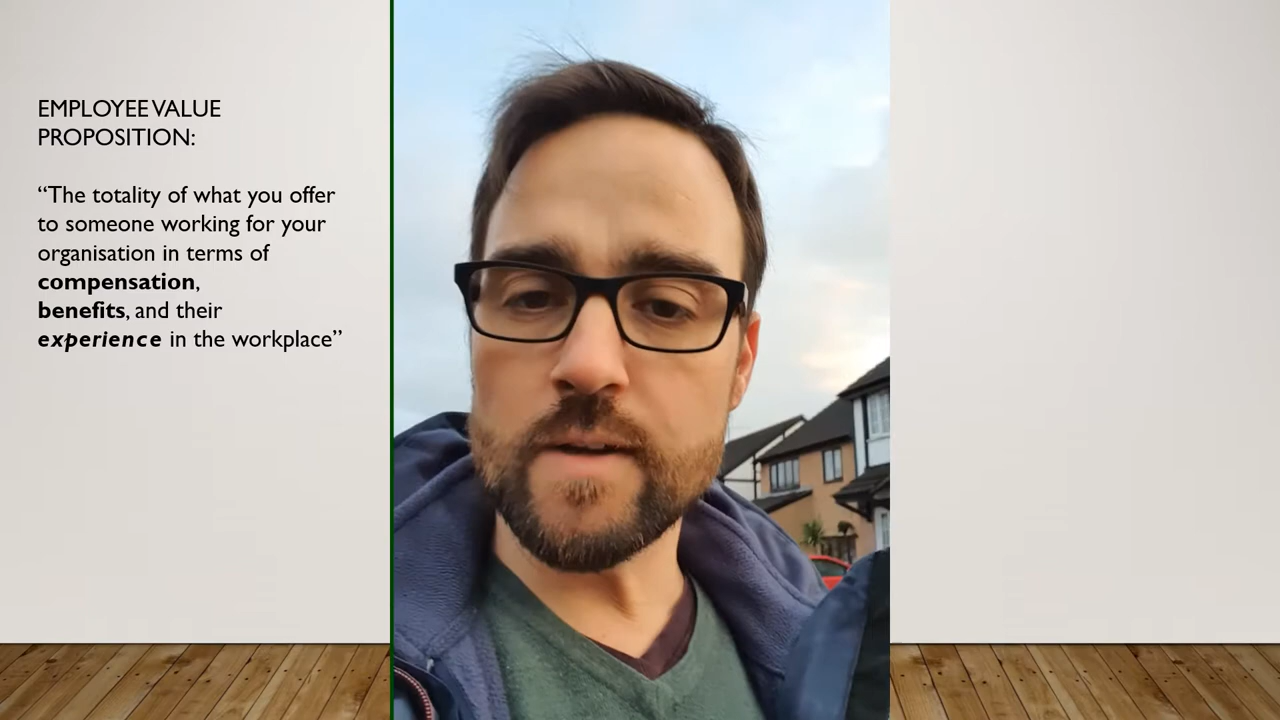 EMPLOYEE VALUE
PROPOSITION:
“The totality of what you offer
to someone working for your
organisation in terms of
compensation,
benefits, and their
experience in the workplace”